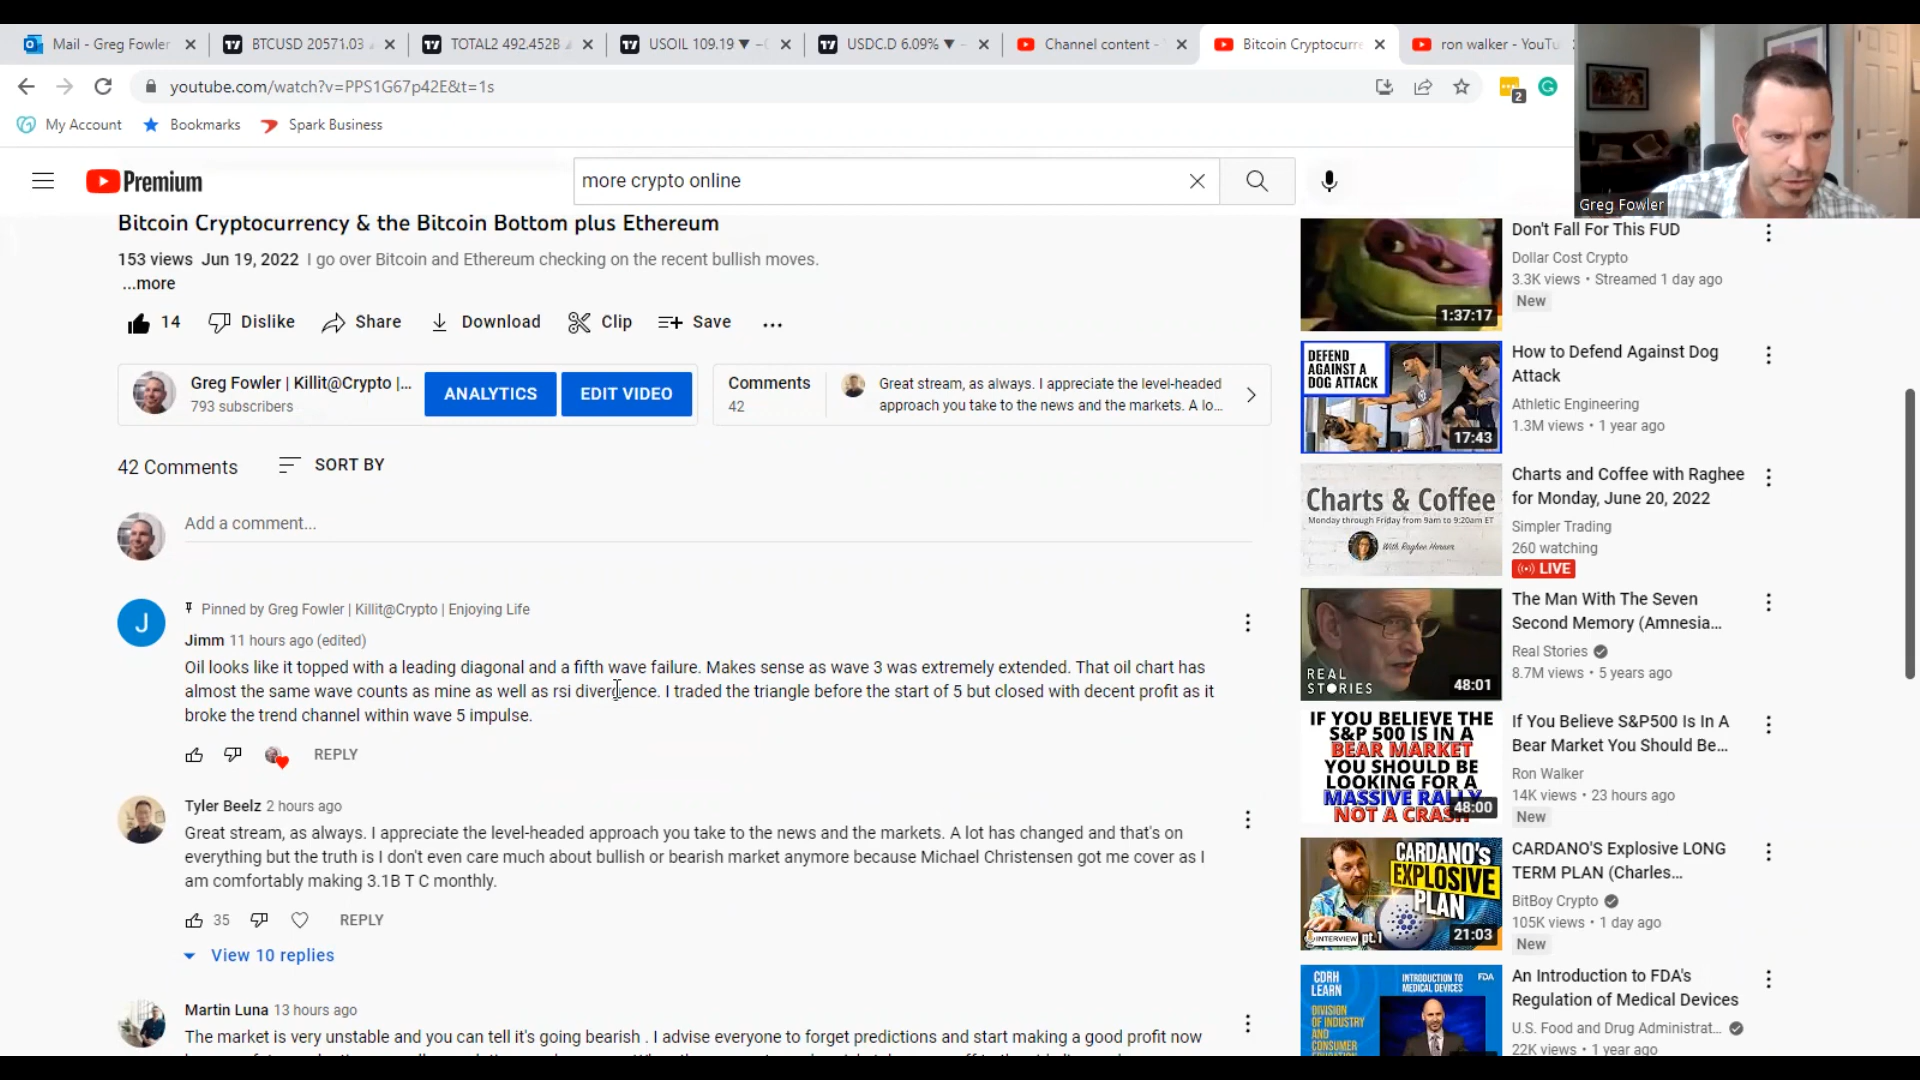 Mail - Greg Fowler
BTCUSD 20571.03
TOTAL2 492.452B
USOIL 109.19 ▼
USDC.D 6.09% ▼
Channel content -
Bitcoin Cryptocurre
ron walker - YouTu
youtube.com/watch?v=PPS1G67p42E&t=1s
2
My Account
Bookmarks
Spark Business
Greg Fowler
Premium
more crypto online
Bitcoin Cryptocurrency & the Bitcoin Bottom plus Ethereum
153 views Jun 19, 2022 I go over Bitcoin and Ethereum checking on the recent bullish moves.
...more
14 Dislike Share Download Clip Save ...
Greg Fowler | Killit@Crypto |...
793 subscribers
ANALYTICS
EDIT VIDEO
Comments
42
Great stream, as always. I appreciate the level-headed
approach you take to the news and the markets. A lo...
42 Comments SORT BY
Add a comment...
J
Pinned by Greg Fowler | Killit@Crypto | Enjoying Life
Jimm 11 hours ago (edited)
Oil looks like it topped with a leading diagonal and a fifth wave failure. Makes sense as wave 3 was extremely extended. That oil chart has
almost the same wave counts as mine as well as rsi divergence. I traded the triangle before the start of 5 but closed with decent profit as it
broke the trend channel within wave 5 impulse.
REPLY
Tyler Beelz 2 hours ago
Great stream, as always. I appreciate the level-headed approach you take to the news and the markets. A lot has changed and that's on
everything but the truth is I don't even care much about bullish or bearish market anymore because Michael Christensen got me cover as I
am comfortably making 3.1B T C monthly.
35 REPLY
View 10 replies
Martin Luna 13 hours ago
The market is very unstable and you can tell it's going bearish . I advise everyone to forget predictions and start making a good profit now
1:37:17
Don't Fall For This FUD
Dollar Cost Crypto
3.3K views • Streamed 1 day ago
New
DEFEND
AGAINST A
DOG ATTACK
17:43
How to Defend Against Dog
Attack
Athletic Engineering
1.3M views • 1 year ago
Charts & Coffee
Monday through Friday from 9am to 9:20am ET
With Raghee Horner
Charts and Coffee with Raghee
for Monday, June 20, 2022
Simpler Trading
260 watching
LIVE
REAL
STORIES
48:01
The Man With The Seven
Second Memory (Amnesia...
Real Stories
8.7M views • 5 years ago
IF YOU BELIEVE THE
S&P 500 IS IN A
BEAR MARKET
YOU SHOULD BE
LOOKING FOR A
MASSIVE RALLY
NOT A CRASH
48:00
If You Believe S&P500 Is In A
Bear Market You Should Be...
Ron Walker
14K views • 23 hours ago
New
CARDANO'S
EXPLOSIVE
PLAN
INTERVIEW pt.1
21:03
CARDANO'S Explosive LONG
TERM PLAN (Charles...
BitBoy Crypto
105K views • 1 day ago
New
CDRH
LEARN
INTRODUCTION TO
MEDICAL DEVICES
FDA
DIVISION
OF INDUSTRY
AND
CONSUMER
An Introduction to FDA's
Regulation of Medical Devices
U.S. Food and Drug Administrat...
22K views • 1 year ago